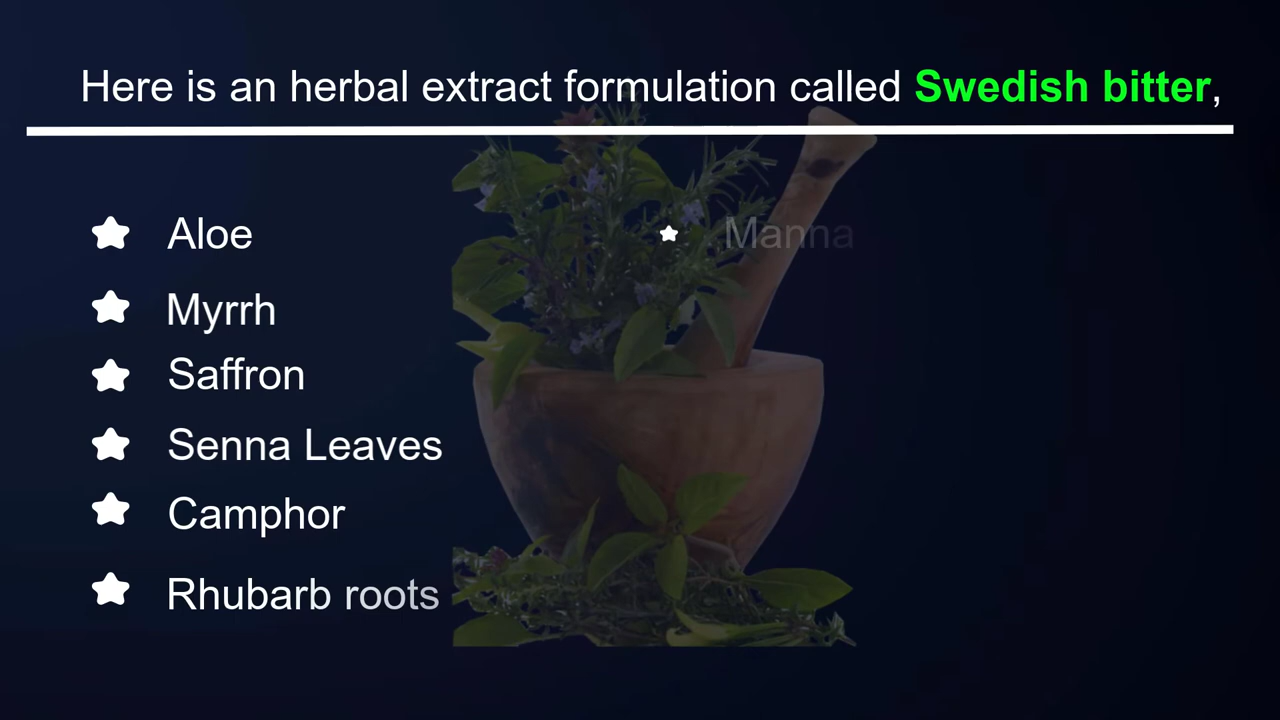 Here is an herbal extract formulation called Swedish bitter,
Aloe
Myrrh
Saffron
Senna Leaves
Camphor
Rhubarb roots
Manna